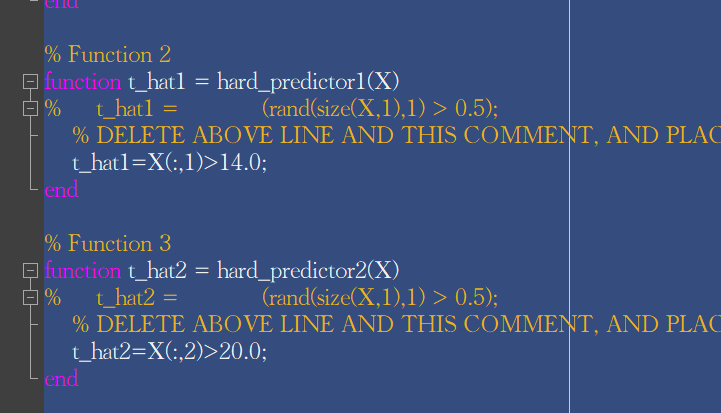 end
% Function 2
function t_hat1 = hard_predictor1(X)
% t_hat1 = (rand(size(X,1),1) > 0.5);
% DELETE ABOVE LINE AND THIS COMMENT, AND PLAC
t_hat1=X(:,1)>14.0;
end
% Function 3
function t_hat2 = hard_predictor2(X)
% t_hat2 = (rand(size(X,1),1) > 0.5);
% DELETE ABOVE LINE AND THIS COMMENT, AND PLAC
t_hat2=X(:,2)>20.0;
end